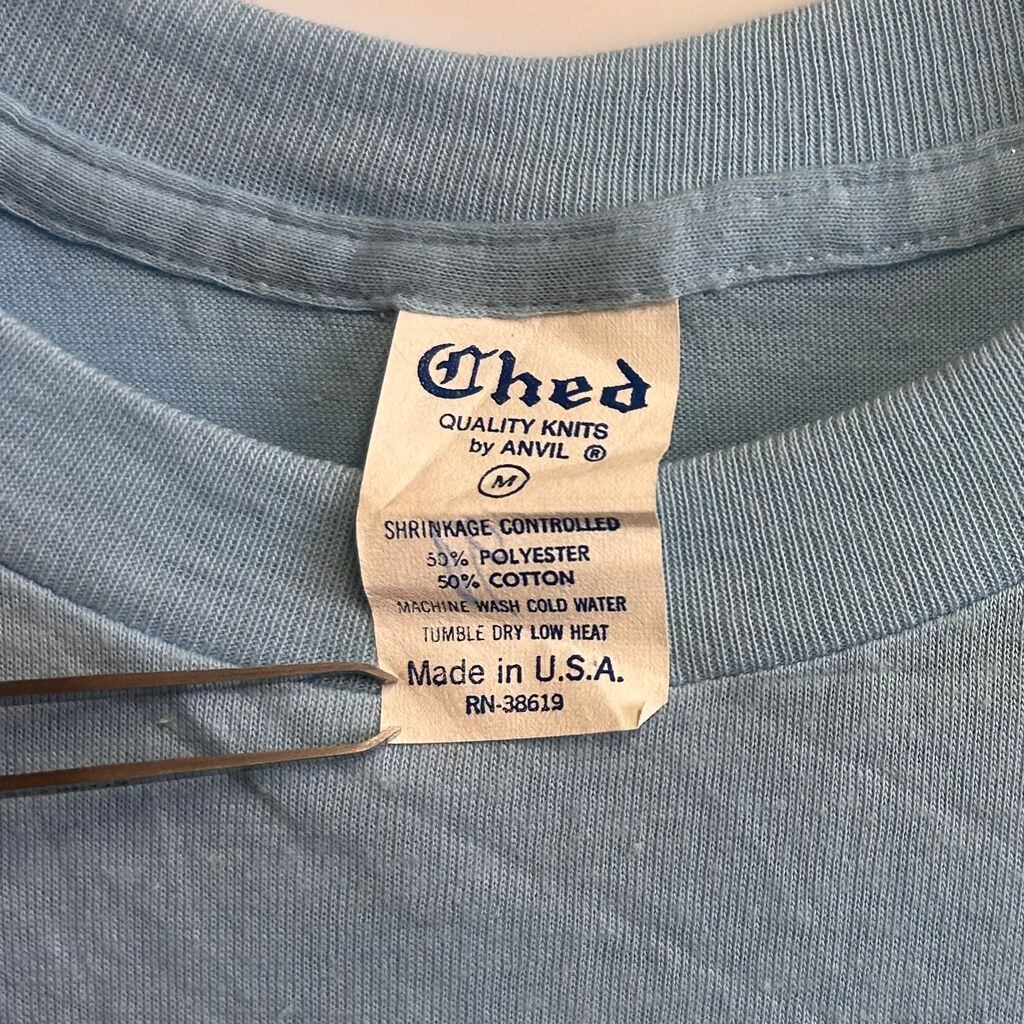 Ched
QUALITY KNITS
by ANVIL ®
M
SHRINKAGE CONTROLLED
50% POLYESTER
50% COTTON
MACHINE WASH COLD WATER
TUMBLE DRY LOW HEAT
Made in U.S.A.
RN-38619